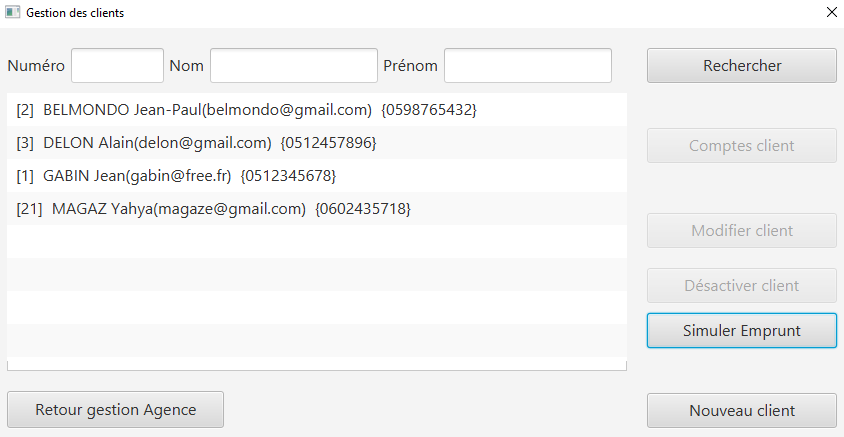 Gestion des clients
Numéro Nom Prénom Rechercher
[2] BELMONDO Jean-Paul(belmondo@gmail.com) {0598765432}
[3] DELON Alain(delon@gmail.com) {0512457896}
Comptes client
[1] GABIN Jean(gabin@free.fr) {0512345678}
[21] MAGAZ Yahya(magaze@gmail.com) {0602435718}
Modifier client
Désactiver client
Simuler Emprunt
Retour gestion Agence
Nouveau client